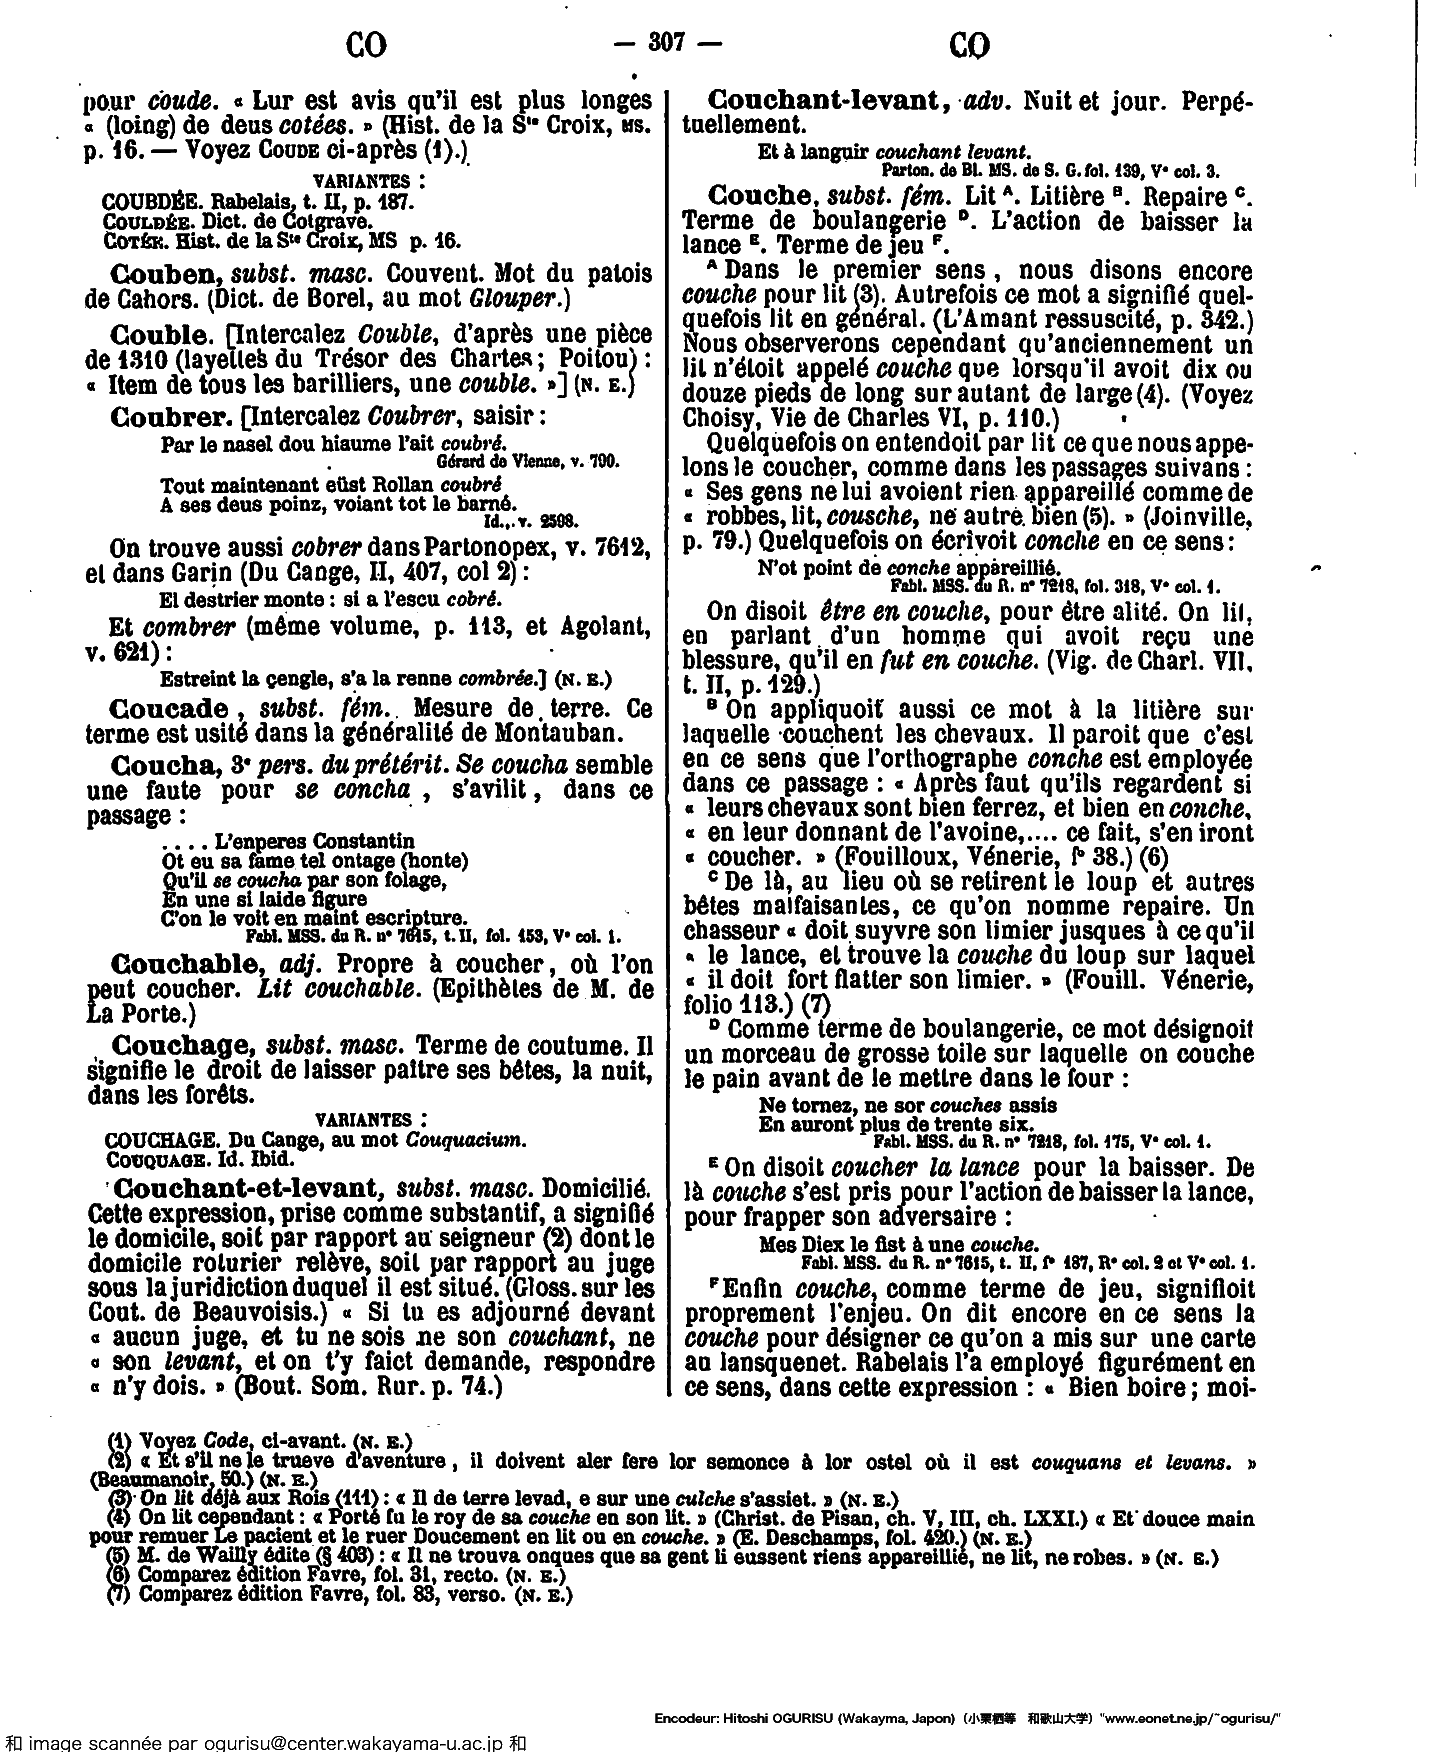 CO
— 307 —
CO
pour coude. « Lur est avis qu'il est plus longes
« (loing) de deus cotées. » (Hist. de la Ste Croix, MS.
p. 16. — Voyez COUDE ci-après (1).)
VARIANTES :
COUBDÉE. Rabelais, t. II, p. 187.
COULDÉE. Dict. de Cotgrave.
COTÉE. Hist. de la Ste Croix, MS p. 16.
Couben, subst. masc. Couvent. Mot du patois
de Cahors. (Dict. de Borel, au mot Glouper.)
Couble. [Intercalez Couble, d'après une pièce
de 1310 (layettes du Trésor des Chartes ; Poitou) :
« Item de tous les barilliers, une couble. »] (N. E.)
Coubrer. [Intercalez Coubrer, saisir :
Par le nasel dou hiaume l'ait coubré.
Gérard de Vienne, v. 700.
Tout maintenant eüst Rollan coubré
A ses deus poinz, voiant tot le barné.
Id., v. 2598.
On trouve aussi cobrer dans Partonopex, v. 7612,
et dans Garin (Du Cange, II, 407, col 2) :
El destrier monte : si a l'escu cobré.
Et combrer (même volume, p. 113, et Agolant,
v. 621) :
Estreint la çengle, s'a la renne combrée.] (N. E.)
Coucade, subst. fém. Mesure de terre. Ce
terme est usité dans la généralité de Montauban.
Coucha, 3e pers. du prétérit. Se coucha semble
une faute pour se concha, s'avilit, dans ce
passage :
.... L'enperes Constantin
Ot eu sa fame tel ontage (honte)
Qu'il se coucha par son folage,
En une si laide figure
C'on le voit en maint escripture.
Fabl. MSS. du R. n° 7615, t. II, fol. 153, V° col. 1.
Couchable, adj. Propre à coucher, où l'on
peut coucher. Lit couchable. (Epithètes de M. de
La Porte.)
Couchage, subst. masc. Terme de coutume. Il
signifie le droit de laisser paître ses bêtes, la nuit,
dans les forêts.
VARIANTES :
COUCHAGE. Du Cange, au mot Couquacium.
COUQUAGE. Id. Ibid.
Couchant-et-levant, subst. masc. Domicilié.
Cette expression, prise comme substantif, a signifié
le domicile, soit par rapport au seigneur (2) dont le
domicile roturier relève, soit par rapport au juge
sous la juridiction duquel il est situé. (Gloss. sur les
Cout. de Beauvoisis.) « Si tu es adjourné devant
« aucun juge, et tu ne sois ne son couchant, ne
« son levant, et on t'y faict demande, respondre
« n'y dois. » (Bout. Som. Rur. p. 74.)
Couchant-levant, adv. Nuit et jour. Perpé-
tuellement.
Et à languir couchant levant.
Parton. de Bl. MS. de S. G. fol. 139, V° col. 3.
Couche, subst. fém. Lit A. Litière B. Repaire C.
Terme de boulangerie D. L'action de baisser la
lance E. Terme de jeu F.
A Dans le premier sens, nous disons encore
couche pour lit (3). Autrefois ce mot a signifié quel-
quefois lit en général. (L'Amant ressuscité, p. 342.)
Nous observerons cependant qu'anciennement un
lit n'étoit appelé couche que lorsqu'il avoit dix ou
douze pieds de long sur autant de large (4). (Voyez
Choisy, Vie de Charles VI, p. 110.)
Quelquefois on entendoit par lit ce que nous appe-
lons le coucher, comme dans les passages suivans :
« Ses gens ne lui avoient rien appareillé comme de
« robbes, lit, cousche, ne autre bien (5). » (Joinville,
p. 79.) Quelquefois on écrivoit conche en ce sens :
N'ot point de conche appareillié.
Fabl. MSS. du R. n° 7218, fol. 318, V° col. 1.
On disoit être en couche, pour être alité. On lit,
en parlant d'un homme qui avoit reçu une
blessure, qu'il en fut en couche. (Vig. de Charl. VII,
t. II, p. 129.)
B On appliquoit aussi ce mot à la litière sur
laquelle couchent les chevaux. Il paroit que c'est
en ce sens que l'orthographe conche est employée
dans ce passage : « Après faut qu'ils regardent si
« leurs chevaux sont bien ferrez, et bien en conche,
« en leur donnant de l'avoine,.... ce fait, s'en iront
« coucher. » (Fouilloux, Vénerie, f° 38.) (6)
C De là, au lieu où se retirent le loup et autres
bêtes malfaisantes, ce qu'on nomme repaire. Un
chasseur « doit suyvre son limier jusques à ce qu'il
« le lance, et trouve la couche du loup sur laquel
« il doit fort flatter son limier. » (Fouill. Vénerie,
folio 113.) (7)
D Comme terme de boulangerie, ce mot désignoit
un morceau de grosse toile sur laquelle on couche
le pain avant de le mettre dans le four :
Ne tornez, ne sor couches assis
En auront plus de trente six.
Fabl. MSS. du R. n° 7218, fol. 175, V° col. 1.
E On disoit coucher la lance pour la baisser. De
là couche s'est pris pour l'action de baisser la lance,
pour frapper son adversaire :
Mes Diex le fist à une couche.
Fabl. MSS. du R. n° 7615, t. II, f° 187, R° col. 2 et V° col. 1.
F Enfin couche, comme terme de jeu, signifioit
proprement l'enjeu. On dit encore en ce sens la
couche pour désigner ce qu'on a mis sur une carte
au lansquenet. Rabelais l'a employé figurément en
ce sens, dans cette expression : « Bien boire ; moi-
(1) Voyez Code, ci-avant. (N. E.)
(2) « Et s'il ne le trueve d'aventure, il doivent aler fere lor semonce à lor ostel où il est couquans et levans. »
(Beaumanoir, 50.) (N. E.)
(3) On lit déjà aux Rois (111) : « Il de terre levad, e sur une culche s'assiet. » (N. E.)
(4) On lit cependant : « Porté fu le roy de sa couche en son lit. » (Christ. de Pisan, ch. V, III, ch. LXXI.) « Et douce main
pour remuer Le pacient et le ruer Doucement en lit ou en couche. » (E. Deschamps, fol. 420.) (N. E.)
(5) M. de Wailly édite (§ 403) : « Il ne trouva onques que sa gent li eussent riens appareillié, ne lit, ne robes. » (N. E.)
(6) Comparez édition Favre, fol. 31, recto. (N. E.)
(7) Comparez édition Favre, fol. 83, verso. (N. E.)
Encodeur: Hitoshi OGURISU (Wakayma, Japon) (小栗栖等 和歌山大学) "www.eonet.ne.jp/~ogurisu/"
和 image scannée par ogurisu@center.wakayama-u.ac.jp 和